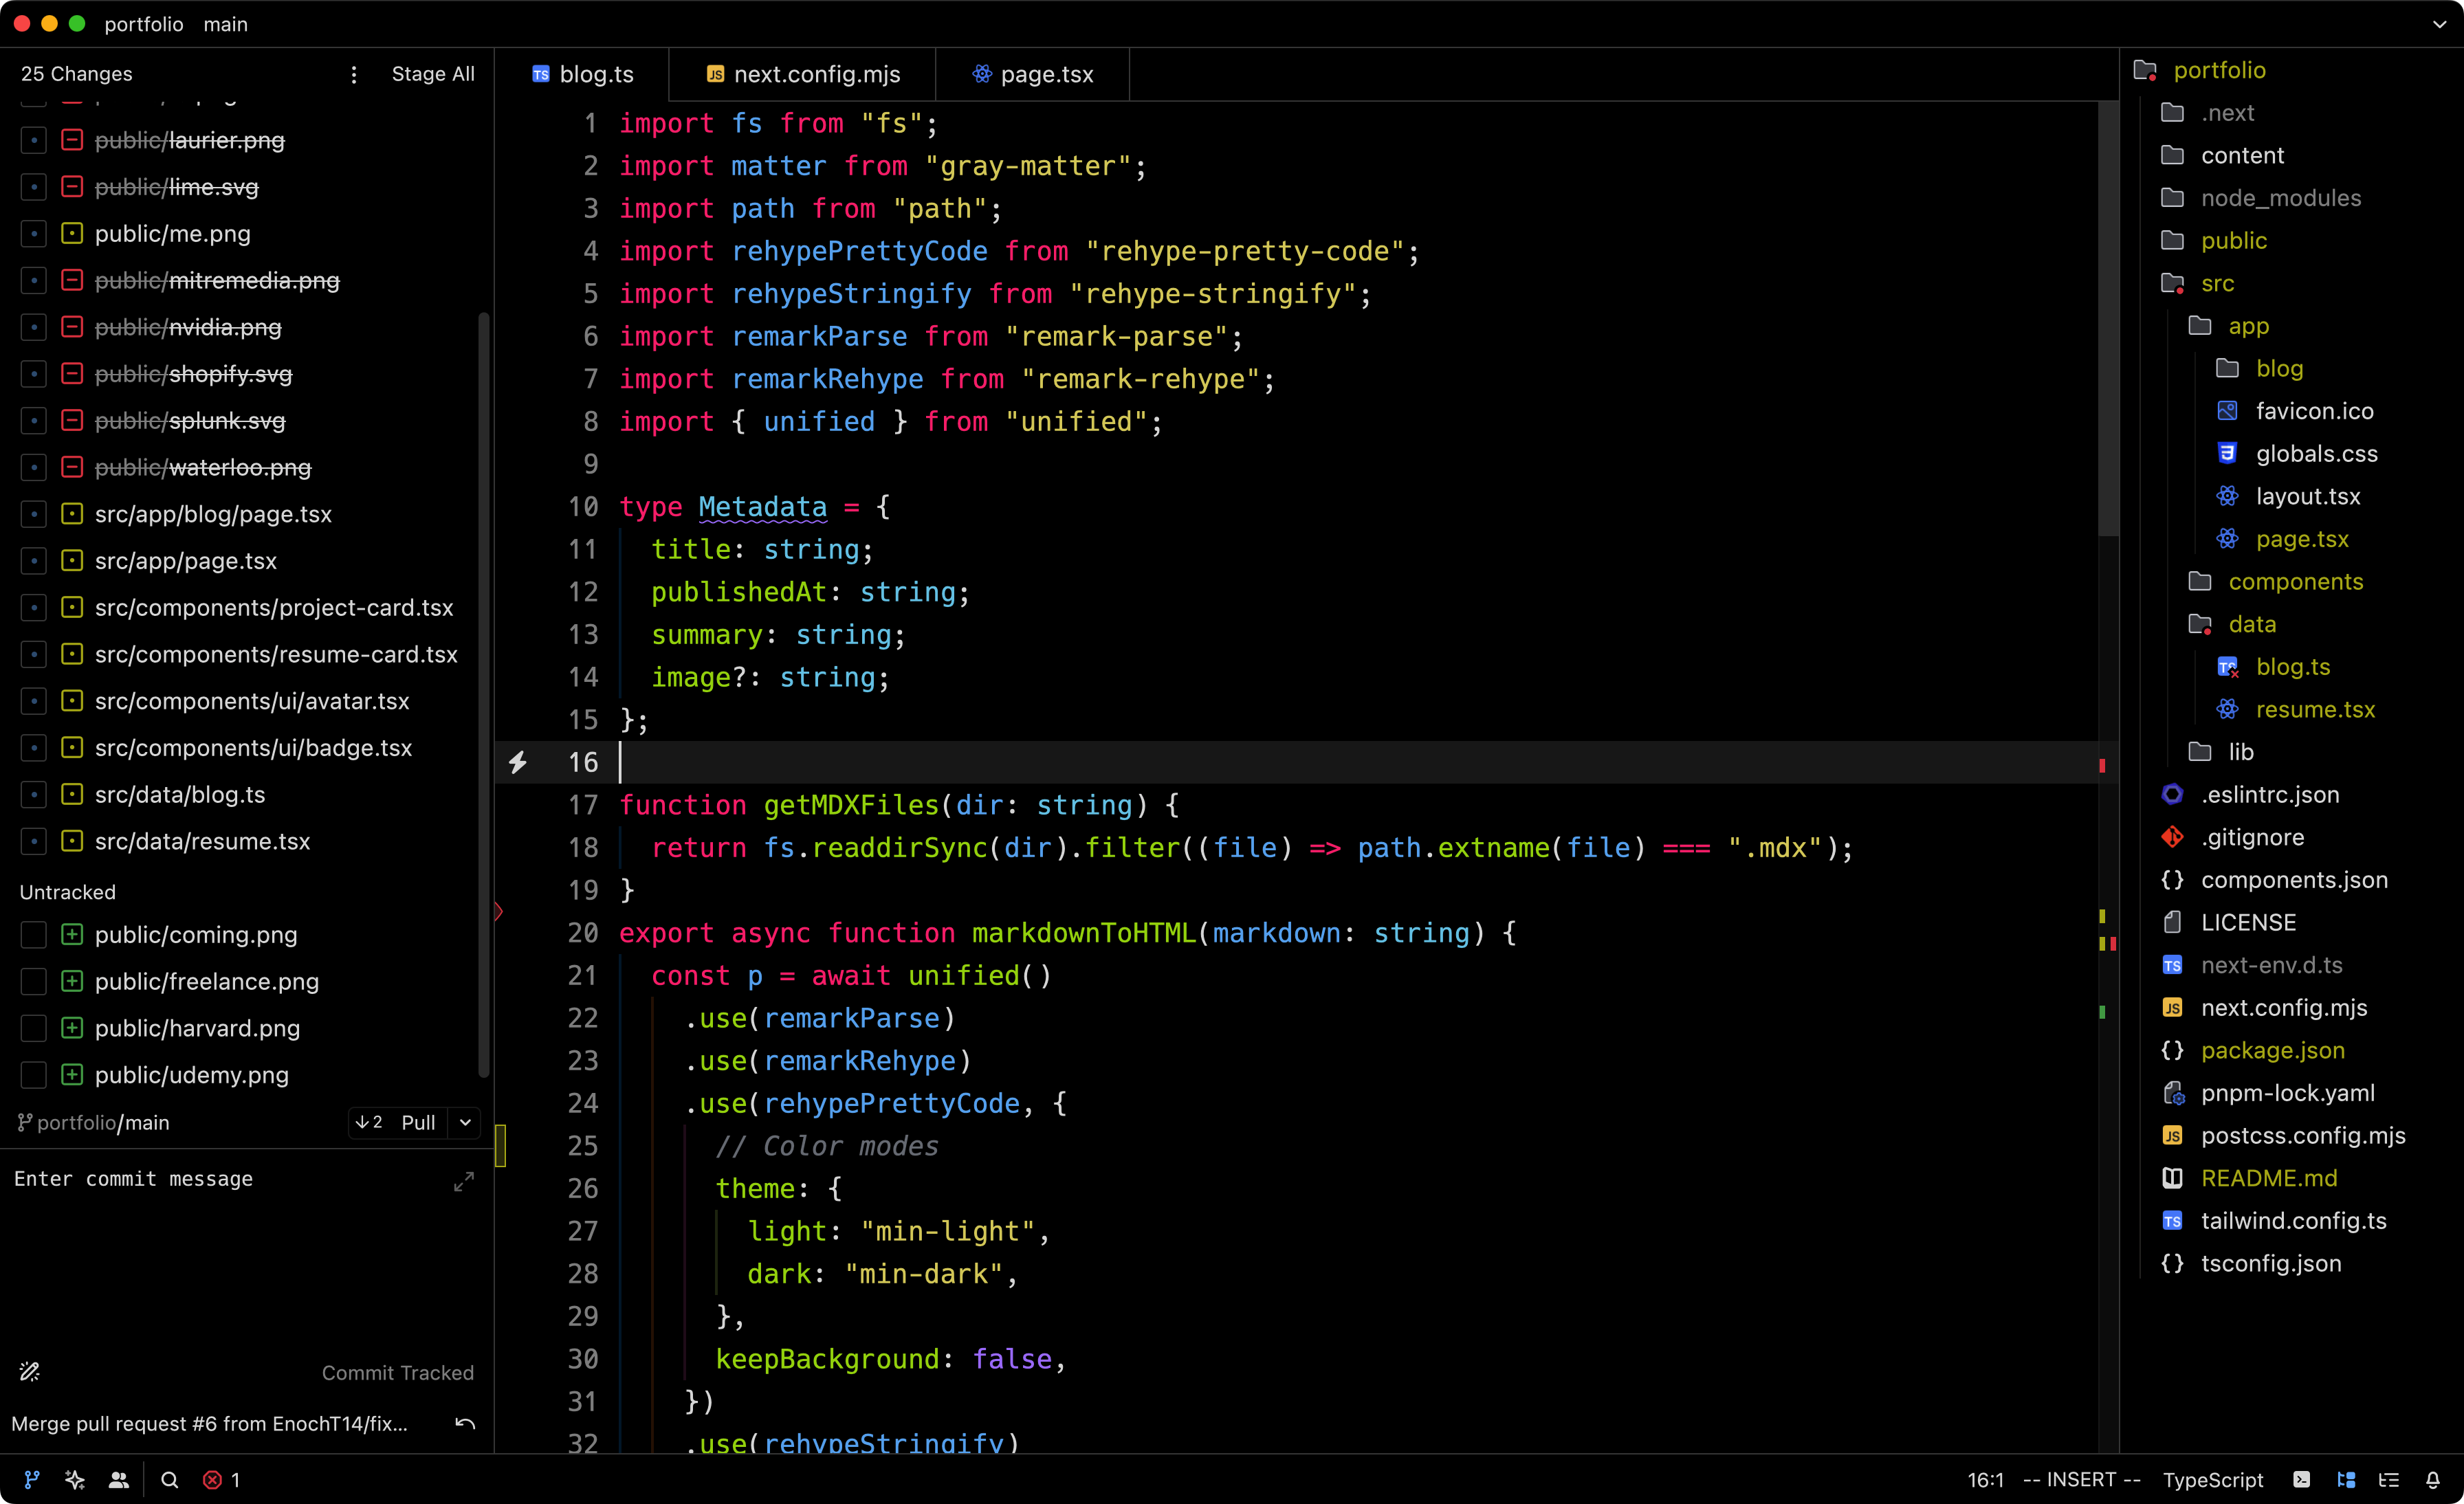 portfolio main
25 Changes Stage All
public/laurier.png
public/lime.svg
public/me.png
public/mitremedia.png
public/nvidia.png
public/shopify.svg
public/splunk.svg
public/waterloo.png
src/app/blog/page.tsx
src/app/page.tsx
src/components/project-card.tsx
src/components/resume-card.tsx
src/components/ui/avatar.tsx
src/components/ui/badge.tsx
src/data/blog.ts
src/data/resume.tsx
Untracked
public/coming.png
public/freelance.png
public/harvard.png
public/udemy.png
portfolio/main ↓2 Pull
Enter commit message
Commit Tracked
Merge pull request #6 from EnochT14/fix...
TS blog.ts JS next.config.mjs page.tsx
1 import fs from "fs";
2 import matter from "gray-matter";
3 import path from "path";
4 import rehypePrettyCode from "rehype-pretty-code";
5 import rehypeStringify from "rehype-stringify";
6 import remarkParse from "remark-parse";
7 import remarkRehype from "remark-rehype";
8 import { unified } from "unified";
9
10 type Metadata = {
11   title: string;
12   publishedAt: string;
13   summary: string;
14   image?: string;
15 };
16
17 function getMDXFiles(dir: string) {
18   return fs.readdirSync(dir).filter((file) => path.extname(file) === ".mdx");
19 }
20 export async function markdownToHTML(markdown: string) {
21   const p = await unified()
22     .use(remarkParse)
23     .use(remarkRehype)
24     .use(rehypePrettyCode, {
25       // Color modes
26       theme: {
27         light: "min-light",
28         dark: "min-dark",
29       },
30       keepBackground: false,
31     })
32     .use(rehypeStringify)
portfolio
.next
content
node_modules
public
src
app
blog
favicon.ico
globals.css
layout.tsx
page.tsx
components
data
TS blog.ts
resume.tsx
lib
.eslintrc.json
.gitignore
{} components.json
LICENSE
TS next-env.d.ts
JS next.config.mjs
{} package.json
pnpm-lock.yaml
JS postcss.config.mjs
README.md
TS tailwind.config.ts
{} tsconfig.json
1 16:1 -- INSERT -- TypeScript